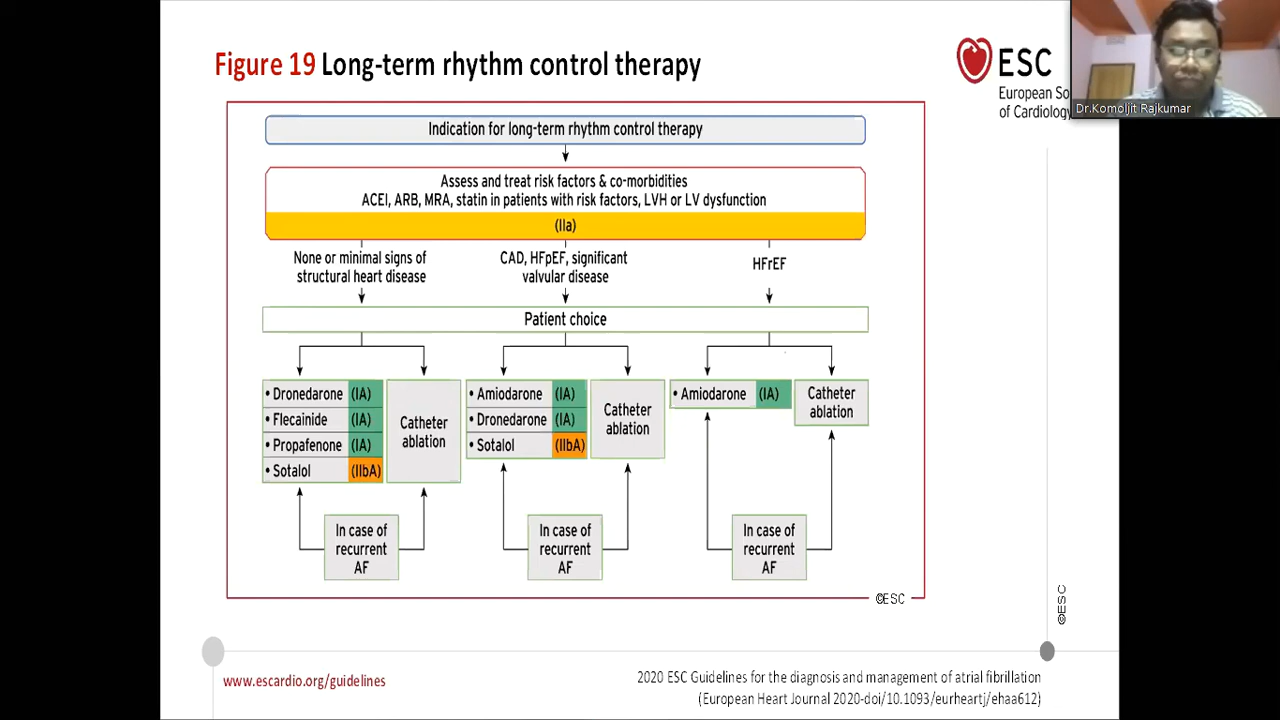 Figure 19 Long-term rhythm control therapy
ESC
European So
of Cardiology
Dr.Komoljit Rajkumar
Indication for long-term rhythm control therapy
Assess and treat risk factors & co-morbidities
ACEI, ARB, MRA, statin in patients with risk factors, LVH or LV dysfunction
(IIa)
None or minimal signs of
structural heart disease
CAD, HFpEF, significant
valvular disease
HFrEF
Patient choice
• Dronedarone (IA)
• Flecainide (IA)
• Propafenone (IA)
• Sotalol (IIbA)
Catheter
ablation
• Amiodarone (IA)
• Dronedarone (IA)
• Sotalol (IIbA)
Catheter
ablation
• Amiodarone (IA)
Catheter
ablation
In case of
recurrent
AF
In case of
recurrent
AF
In case of
recurrent
AF
©ESC
©ESC
www.escardio.org/guidelines
2020 ESC Guidelines for the diagnosis and management of atrial fibrillation
(European Heart Journal 2020-doi/10.1093/eurheartj/ehaa612)